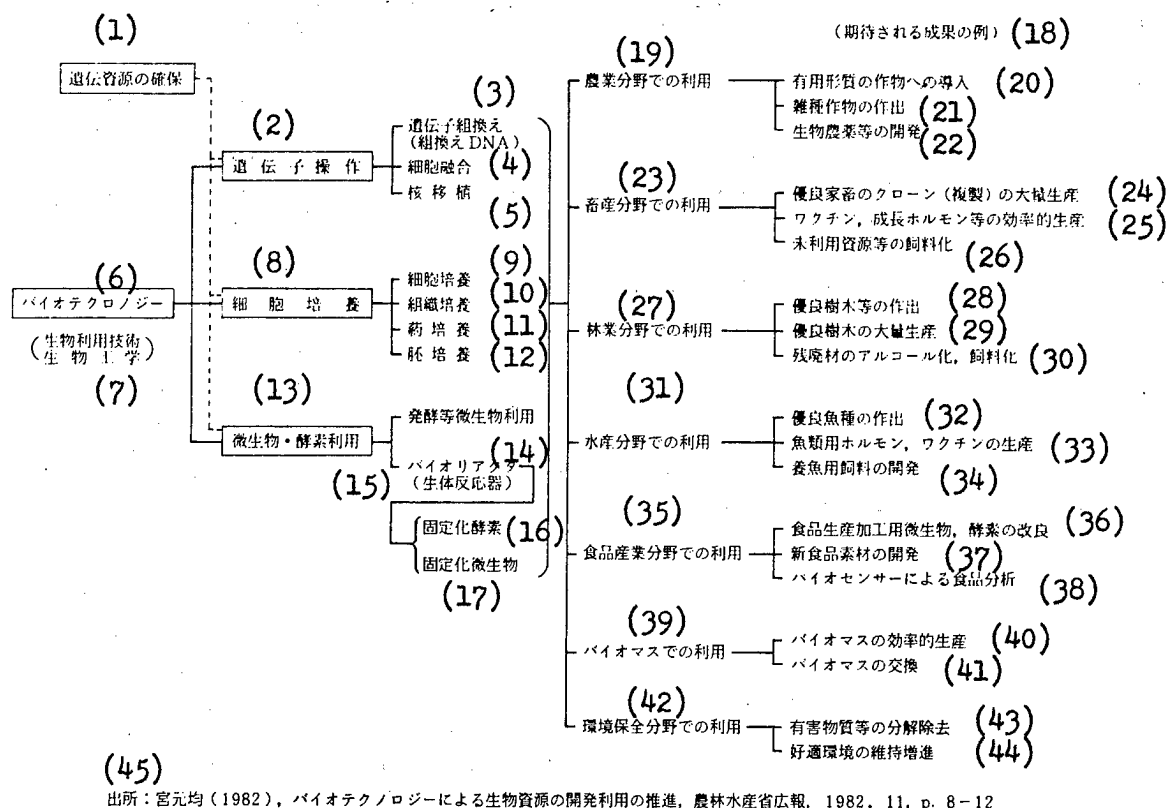 (1)
遺伝資源の確保
(2)
遺伝子操作
(3)
遺伝子組換え
(組換えDNA)
細胞融合 (4)
核移植
(5)
(6)
バイオテクロノジー
(生物利用技術
生物工学)
(7)
(8)
細胞培養
(9)
細胞培養
組織培養 (10)
葯培養 (11)
胚培養 (12)
(13)
微生物・酵素利用
発酵等微生物利用
(14)
(15)
バイオリアクター
(生体反応器)
固定化酵素 (16)
固定化微生物
(17)
(期待される成果の例) (18)
(19)
農業分野での利用
有用形質の作物への導入 (20)
雑種作物の作出 (21)
生物農薬等の開発 (22)
(23)
畜産分野での利用
優良家畜のクローン(複製)の大量生産 (24)
ワクチン,成長ホルモン等の効率的生産 (25)
未利用資源等の飼料化 (26)
(27)
林業分野での利用
優良樹木等の作出 (28)
優良樹木の大量生産 (29)
残廃材のアルコール化,飼料化 (30)
(31)
水産分野での利用
優良魚種の作出 (32)
魚類用ホルモン,ワクチンの生産 (33)
養魚用飼料の開発 (34)
(35)
食品産業分野での利用
食品生産加工用微生物,酵素の改良 (36)
新食品素材の開発 (37)
バイオセンサーによる食品分析 (38)
(39)
バイオマスでの利用
バイオマスの効率的生産 (40)
バイオマスの交換 (41)
(42)
環境保全分野での利用
有害物質等の分解除去 (43)
好適環境の維持増進 (44)
(45)
出所:宮元均(1982),バイオテクノロジーによる生物資源の開発利用の推進,農林水産省広報,1982,11,p.8-12